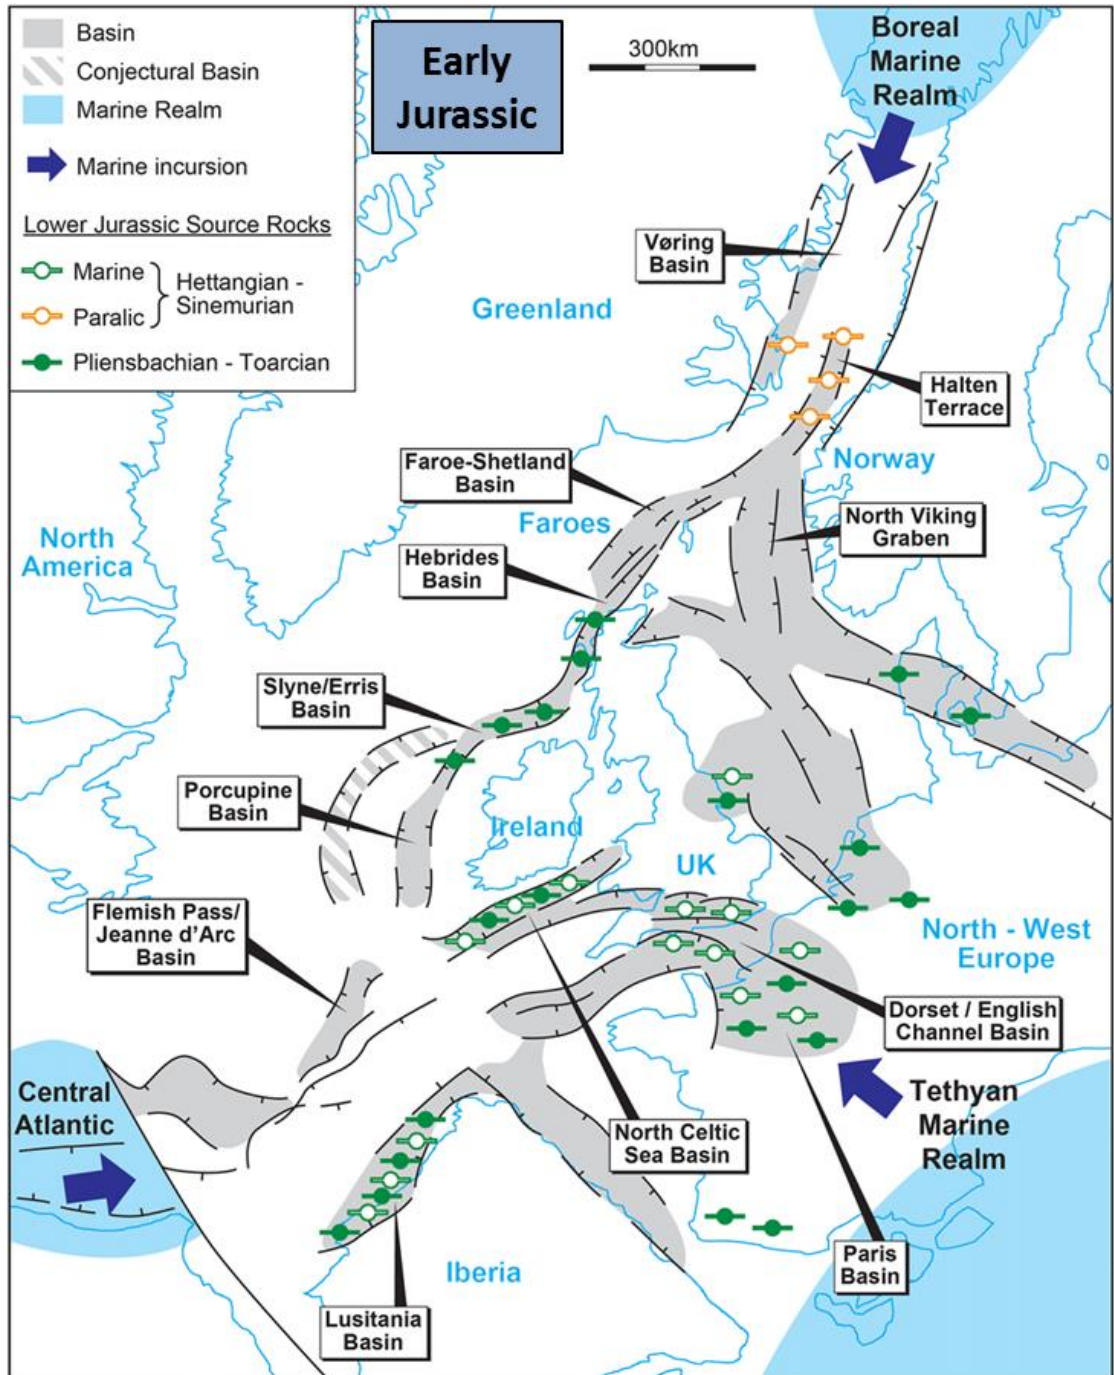 Basin
Conjectural Basin
Marine Realm
Marine incursion
Lower Jurassic Source Rocks
Marine
Paralic
Hettangian -
Sinemurian
Pliensbachian - Toarcian
Early
Jurassic
300km
Boreal
Marine
Realm
Vøring
Basin
Greenland
Halten
Terrace
Norway
Faroe-Shetland
Basin
Faroes
North Viking
Graben
North
America
Hebrides
Basin
Slyne/Erris
Basin
Porcupine
Basin
Ireland
UK
Flemish Pass/
Jeanne d'Arc
Basin
North - West
Europe
Dorset / English
Channel Basin
Central
Atlantic
Tethyan
Marine
Realm
North Celtic
Sea Basin
Paris
Basin
Iberia
Lusitania
Basin